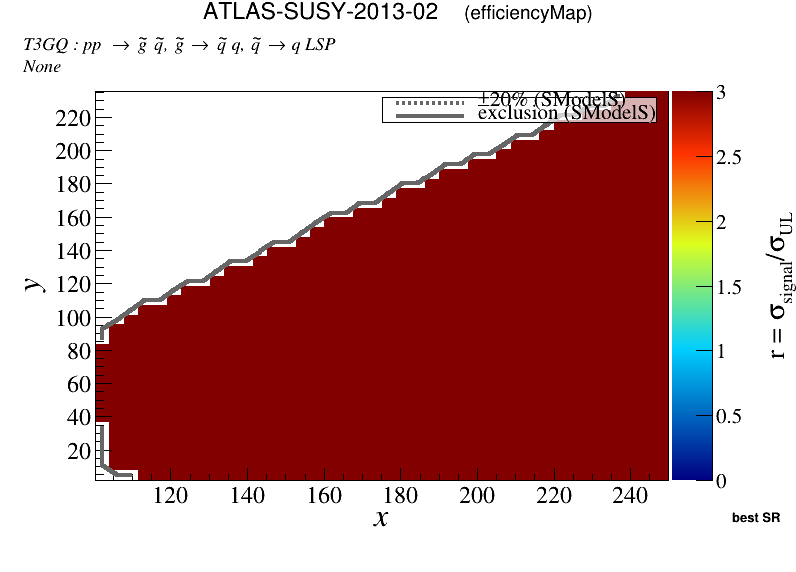 ATLAS-SUSY-2013-02 (efficiencyMap)
T3GQ : pp → g̃ q̃, g̃ → q̃ q, q̃ → q LSP
None
±20% (SModelS)
exclusion (SModelS)
220
200
180
160
140
120
100
80
60
40
20
y
120 140 160 180 200 220 240
x
3
2.5
2
1.5
1
0.5
0
r = σsignal/σUL
best SR